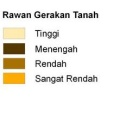 Rawan Gerakan Tanah
Tinggi
Menengah
Rendah
Sangat Rendah